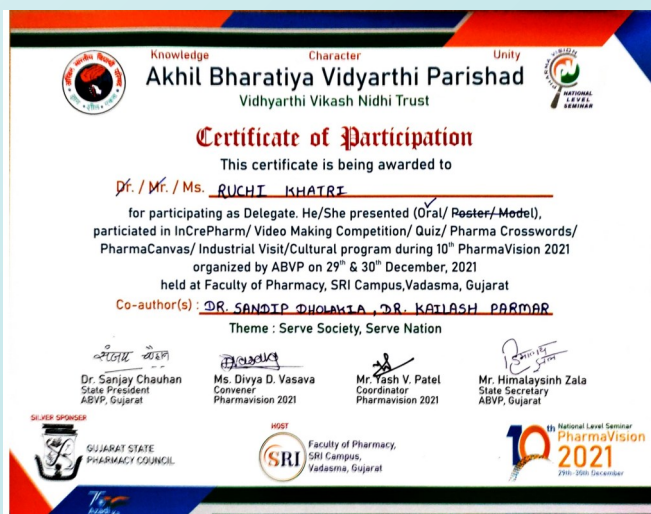 Knowledge Character Unity
Akhil Bharatiya Vidyarthi Parishad
Vidhyarthi Vikash Nidhi Trust
PHARMA VISION
NATIONAL
LEVEL
SEMINAR
Certificate of Participation
This certificate is being awarded to
Dr. / Mr. / Ms. RUCHI KHATRI
for participating as Delegate. He/She presented (Oral/ Poster/ Model),
particiated in InCrePharm/ Video Making Competition/ Quiz/ Pharma Crosswords/
PharmaCanvas/ Industrial Visit/Cultural program during 10th PharmaVision 2021
organized by ABVP on 29th & 30th December, 2021
held at Faculty of Pharmacy, SRI Campus,Vadasma, Gujarat
Co-author(s) : DR. SANDIP DHOLAKIA, DR. KAILASH PARMAR
Theme : Serve Society, Serve Nation
Dr. Sanjay Chauhan Ms. Divya D. Vasava Mr. Yash V. Patel Mr. Himalaysinh Zala
State President Convener Coordinator State Secretary
ABVP, Gujarat Pharmavision 2021 Pharmavision 2021 ABVP, Gujarat
SILVER SPONSER
GUJARAT STATE
PHARMACY COUNCIL
HOST
SRI
Faculty of Pharmacy,
SRI Campus,
Vadasma, Gujarat
10th National Level Seminar
PharmaVision
2021
29th-30th December